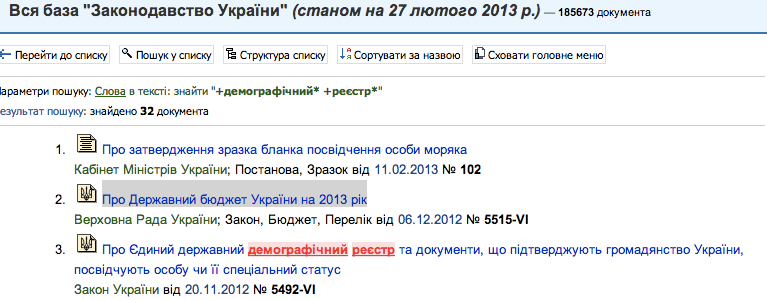 Вся база "Законодавство України" (станом на 27 лютого 2013 р.) — 185673 документа
Перейти до списку Пошук у списку Структура списку Сортувати за назвою Сховати головне меню
Параметри пошуку: Слова в тексті: знайти "+демографічний* +реєстр*"
Результат пошуку: знайдено 32 документа
1. Про затвердження зразка бланка посвідчення особи моряка
Кабінет Міністрів України; Постанова, Зразок від 11.02.2013 № 102
2. Про Державний бюджет України на 2013 рік
Верховна Рада України; Закон, Бюджет, Перелік від 06.12.2012 № 5515-VI
3. Про Єдиний державний демографічний реєстр та документи, що підтверджують громадянство України,
посвідчують особу чи її спеціальний статус
Закон України від 20.11.2012 № 5492-VI